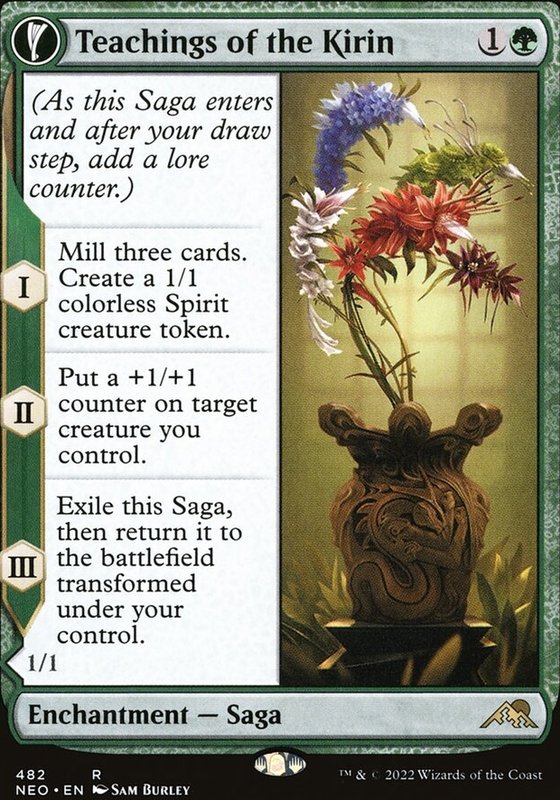 Teachings of the Kirin 1
(As this Saga enters
and after your draw
step, add a lore
counter.)
I
Mill three cards.
Create a 1/1
colorless Spirit
creature token.
II
Put a +1/+1
counter on target
creature you
control.
III
Exile this Saga,
then return it to
the battlefield
transformed
under your
control.
1/1
Enchantment — Saga
482 R
NEO • EN SAM BURLEY
™ & © 2022 Wizards of the Coast